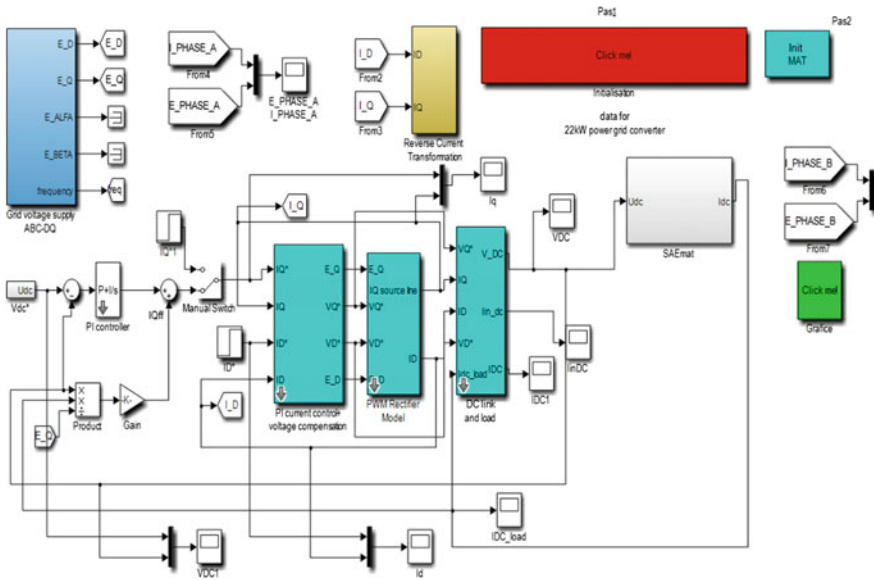 Pas1
Pas2
E_D
E_D
E_Q
E_Q
E_ALFA
E_BETA
frequency
freq
Grid voltage supply
ABC-DQ
I_PHASE_A
From4
E_PHASE_A
From5
E_PHASE_A
I_PHASE_A
I_D
From2
I_Q
From3
ID
IQ
Reverse Current
Transformation
Click me!
Initialisation
data for
22kW power grid converter
Init
MAT
I_PHASE_B
From6
E_PHASE_B
From7
Click me!
Grafice
Udc
Idc
SAEmat
Iq
VDC
I_Q
IQ*1
Manual Switch
Udc
Vdc*
P+I/s
PI controller
IQff
ID*
IQ*
IQ
ID*
ID
E_Q
VQ*
VD*
E_D
PI current control+
voltage compensation
E_Q
VQ*
VD*
E_D
IQ source line
ID
PWM Rectifier
Model
VQ*
IQ
ID
VD*
Idc_load
V_DC
Iin_dc
IDC
DC link
and load
IinDC
IDC1
I_D
Product
-K-
Gain
E_Q
IDC_load
VDC1
Id